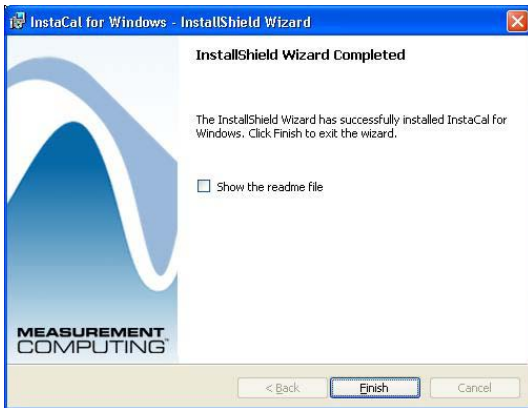 InstaCal for Windows - InstallShield Wizard
InstallShield Wizard Completed
The InstallShield Wizard has successfully installed InstaCal for
Windows. Click Finish to exit the wizard.
Show the readme file
MEASUREMENT
COMPUTING™
< Back
Finish
Cancel